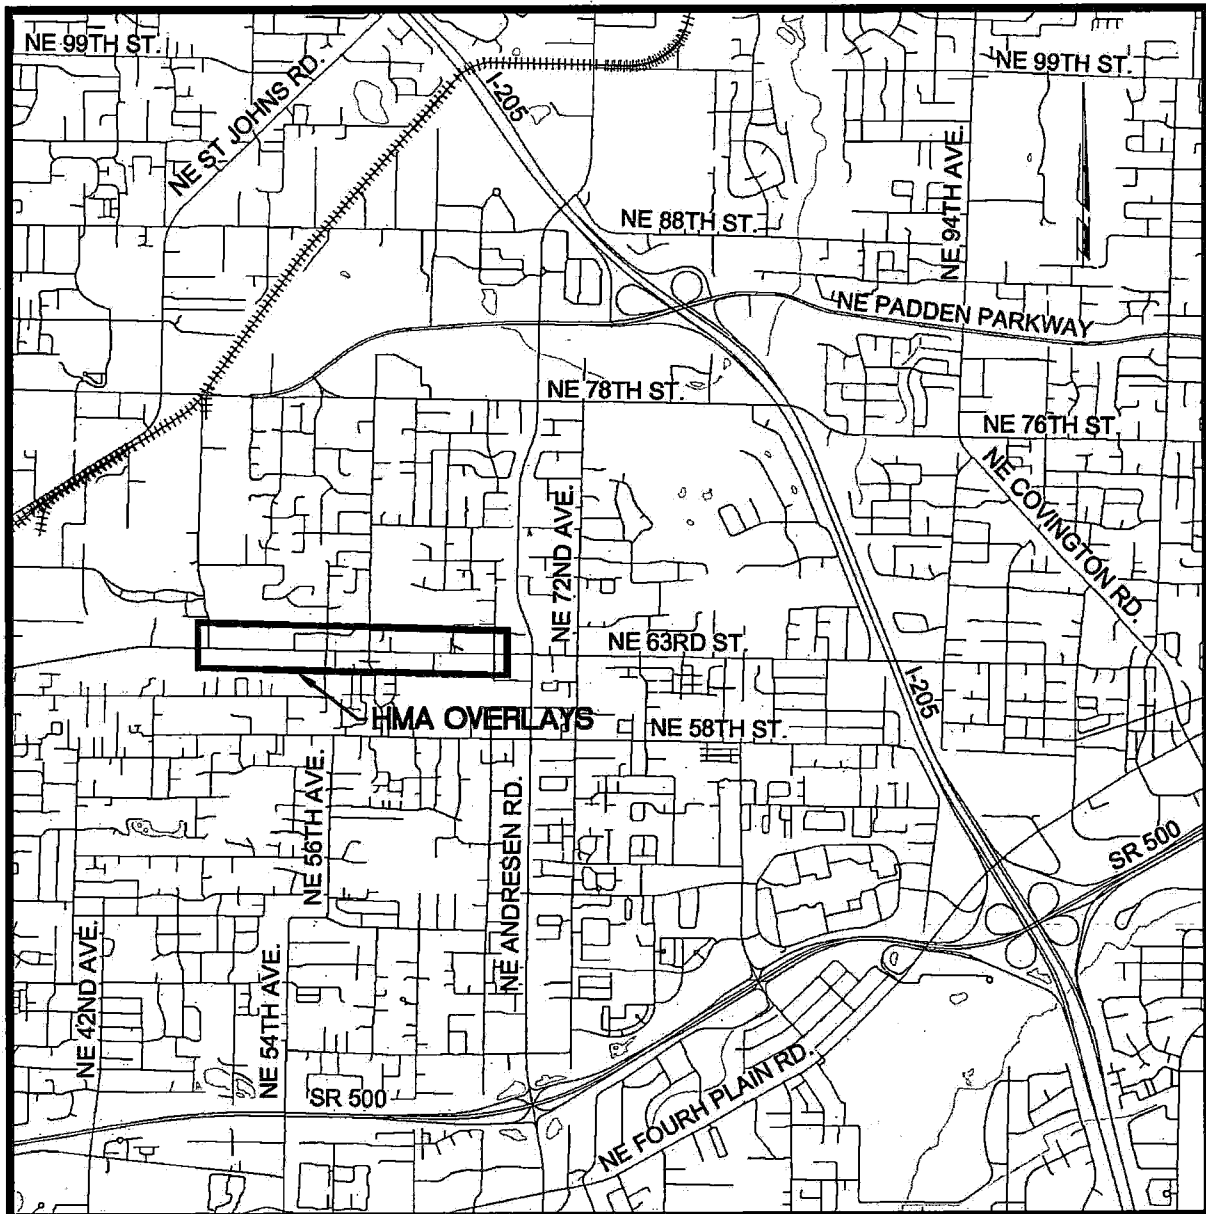 NE 99TH ST.
NE ST JOHNS RD.
I-205
NE 99TH ST.
NE 94TH AVE.
NE 88TH ST.
NE PADDEN PARKWAY
NE 78TH ST.
NE 76TH ST.
NE COVINGTON RD.
NE 72ND AVE.
NE 63RD ST.
I-205
HMA OVERLAYS
NE 58TH ST.
NE 56TH AVE.
NE ANDRESEN RD.
SR 500
NE 42ND AVE.
NE 54TH AVE.
SR 500
NE FOURH PLAIN RD.